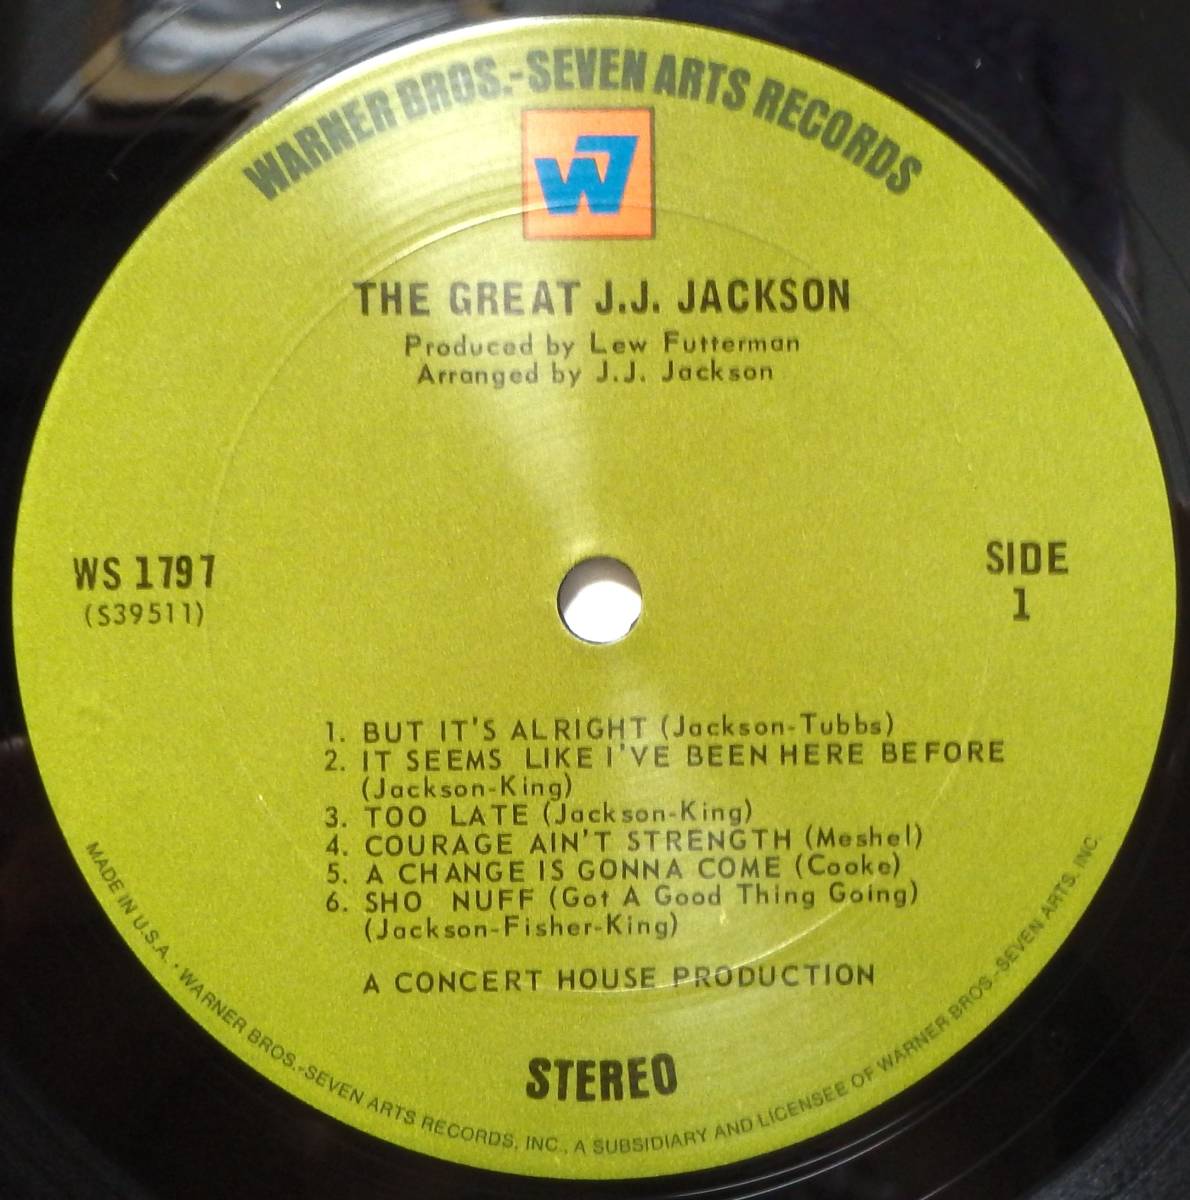 WARNER BROS.-SEVEN ARTS RECORDS
W7
THE GREAT J.J. JACKSON
Produced by Lew Futterman
Arranged by J.J. Jackson
WS 1797
(S39511)
SIDE
1
1. BUT IT'S ALRIGHT (Jackson-Tubbs)
2. IT SEEMS LIKE I'VE BEEN HERE BEFORE
(Jackson-King)
3. TOO LATE (Jackson-King)
4. COURAGE AIN'T STRENGTH (Meshel)
5. A CHANGE IS GONNA COME (Cooke)
6. SHO NUFF (Got A Good Thing Going)
(Jackson-Fisher-King)
A CONCERT HOUSE PRODUCTION
STEREO
MADE IN U.S.A. • WARNER BROS.-SEVEN ARTS RECORDS, INC., A SUBSIDIARY AND LICENSEE OF WARNER BROS.-SEVEN ARTS, INC.